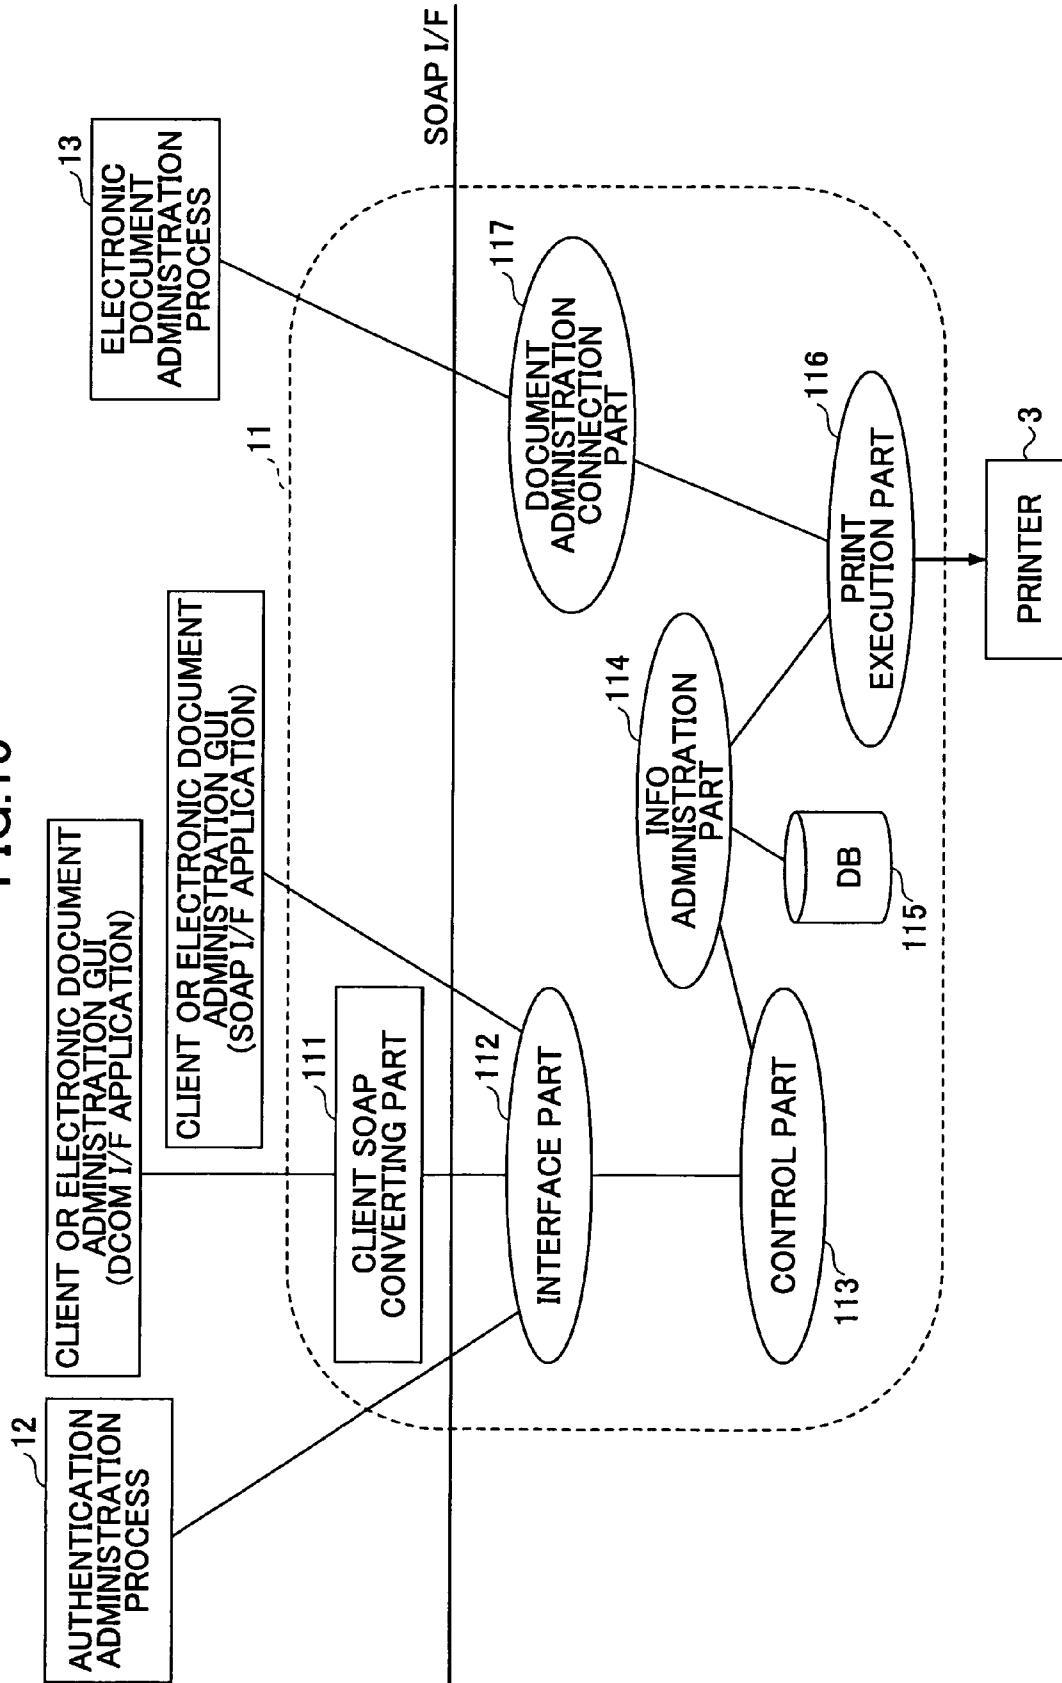 12
AUTHENTICATION
ADMINISTRATION
PROCESS
CLIENT OR ELECTRONIC DOCUMENT
ADMINISTRATION GUI
(DCOM I/F APPLICATION)
CLIENT OR ELECTRONIC DOCUMENT
ADMINISTRATION GUI
(SOAP I/F APPLICATION)
13
ELECTRONIC
DOCUMENT
ADMINISTRATION
PROCESS
11
111
CLIENT SOAP
CONVERTING PART
SOAP I/F
112
INTERFACE PART
117
DOCUMENT
ADMINISTRATION
CONNECTION
PART
114
INFO
ADMINISTRATION
PART
CONTROL PART
113
DB
115
116
PRINT
EXECUTION PART
3
PRINTER